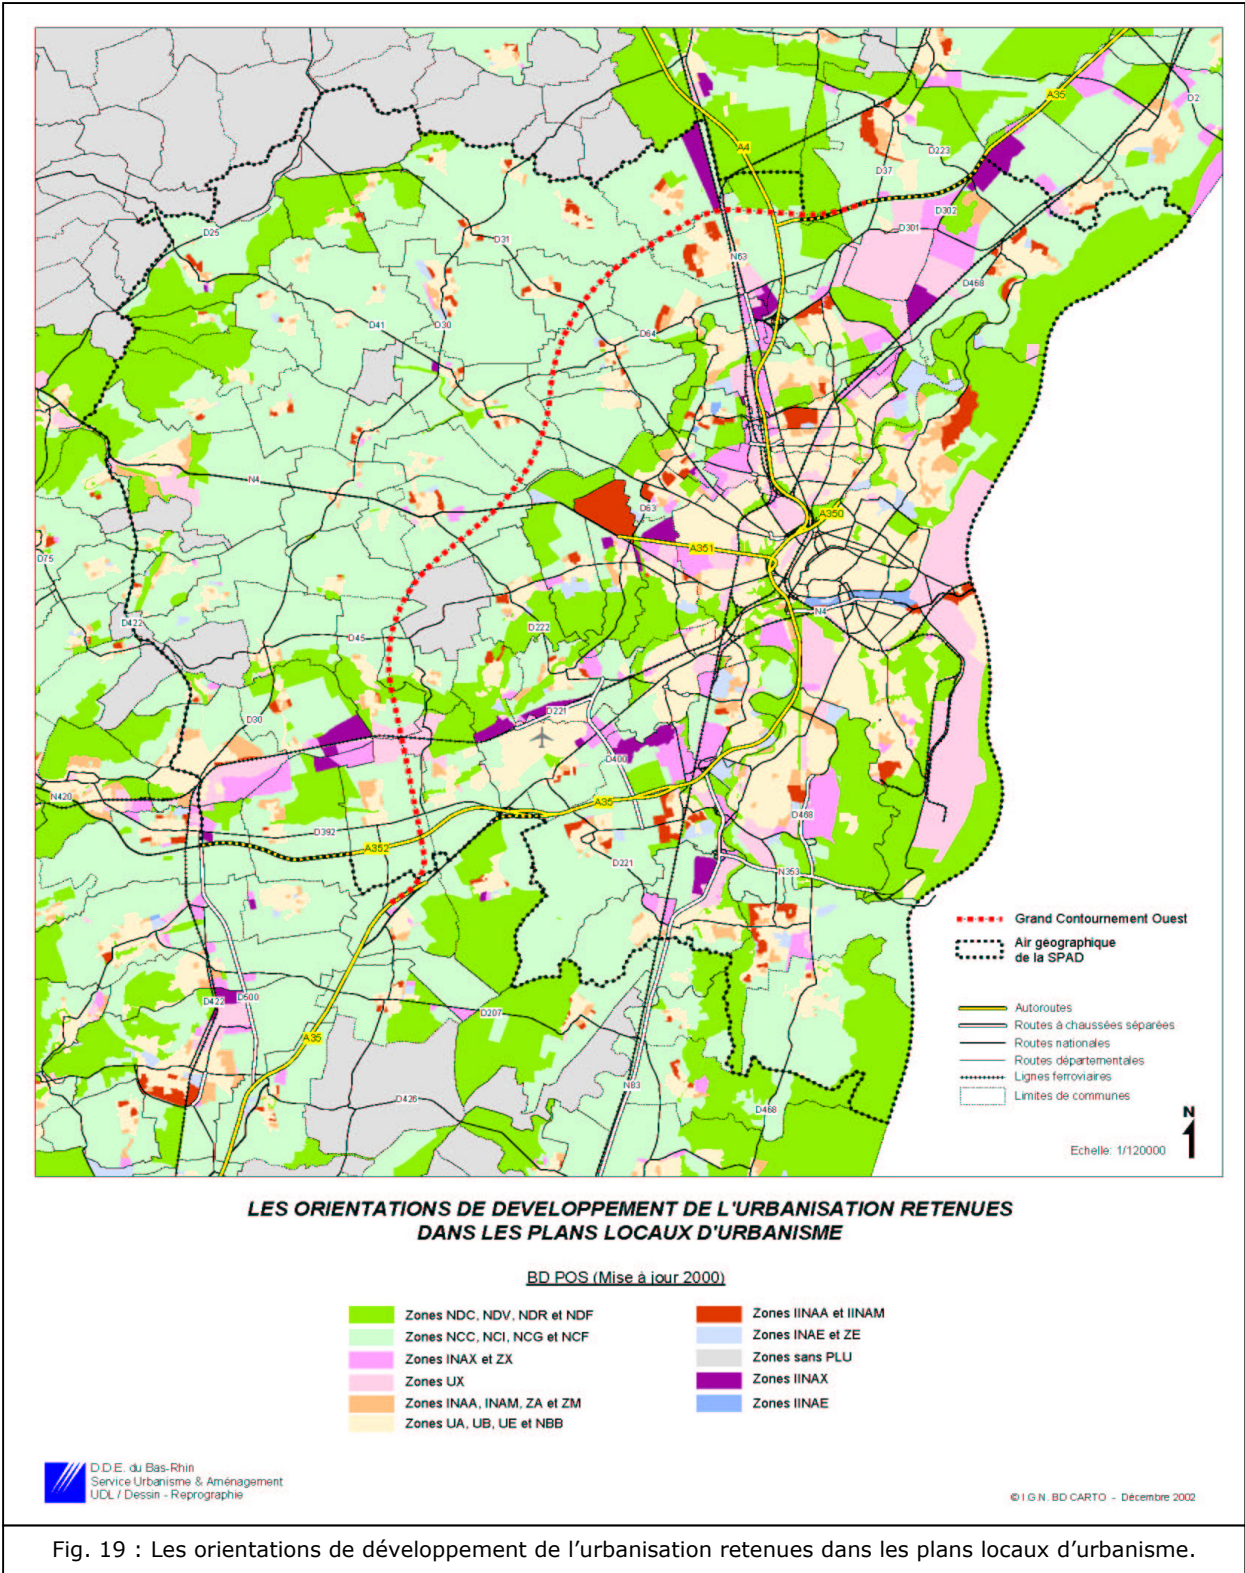 A4
A35
D2
D223
D37
D302
D301
D25
D31
N63
D468
D41
D30
D64
N4
D63
A350
A351
D75
N4
D422
D45
D222
D30
D221
D400
N420
A35
D392
D468
A352
D221
N353
D422
D500
D207
A35
N83
D426
D468
Grand Contournement Ouest
Air géographique
de la SPAD
Autoroutes
Routes à chaussées séparées
Routes nationales
Routes départementales
Lignes ferroviaires
Limites de communes
N
Echelle: 1/120000
LES ORIENTATIONS DE DEVELOPPEMENT DE L'URBANISATION RETENUES
DANS LES PLANS LOCAUX D'URBANISME
BD POS (Mise à jour 2000)
Zones NDC, NDV, NDR et NDF
Zones NCC, NCI, NCG et NCF
Zones INAX et ZX
Zones UX
Zones INAA, INAM, ZA et ZM
Zones UA, UB, UE et NBB
Zones IINAA et IINAM
Zones INAE et ZE
Zones sans PLU
Zones IINAX
Zones IINAE
D.D.E. du Bas-Rhin
Service Urbanisme & Aménagement
UDL / Dessin - Reprographie
© I.G.N. BD CARTO - Décembre 2002
Fig. 19 : Les orientations de développement de l'urbanisation retenues dans les plans locaux d'urbanisme.